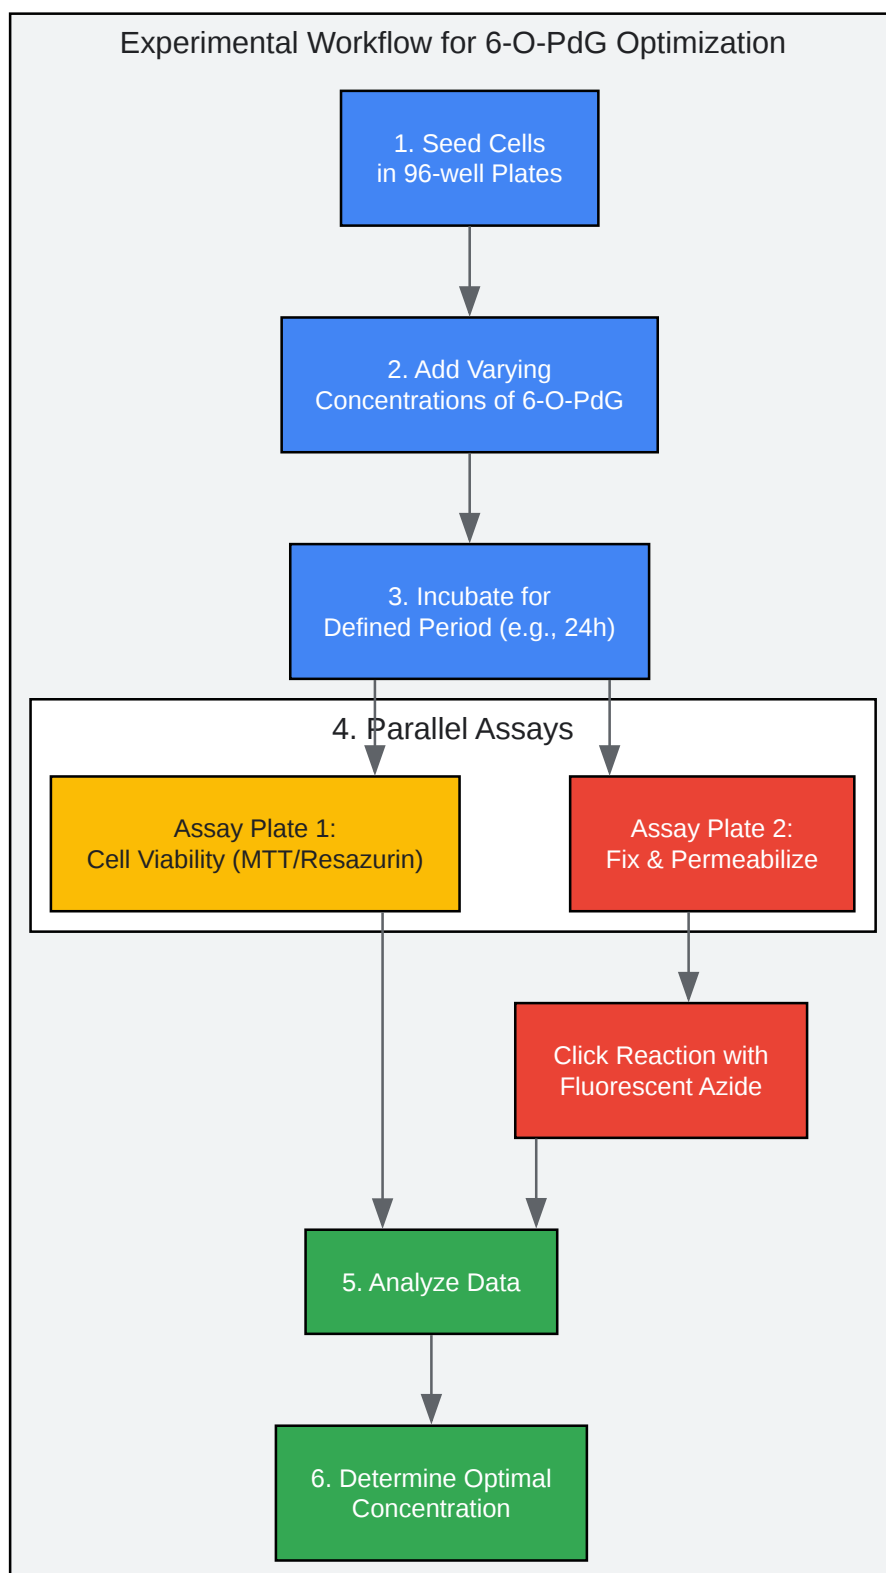 Experimental Workflow for 6-O-PdG Optimization
1. Seed Cells
in 96-well Plates
2. Add Varying
Concentrations of 6-O-PdG
3. Incubate for
Defined Period (e.g., 24h)
4. Parallel Assays
Assay Plate 1:
Cell Viability (MTT/Resazurin)
Assay Plate 2:
Fix & Permeabilize
Click Reaction with
Fluorescent Azide
5. Analyze Data
6. Determine Optimal
Concentration